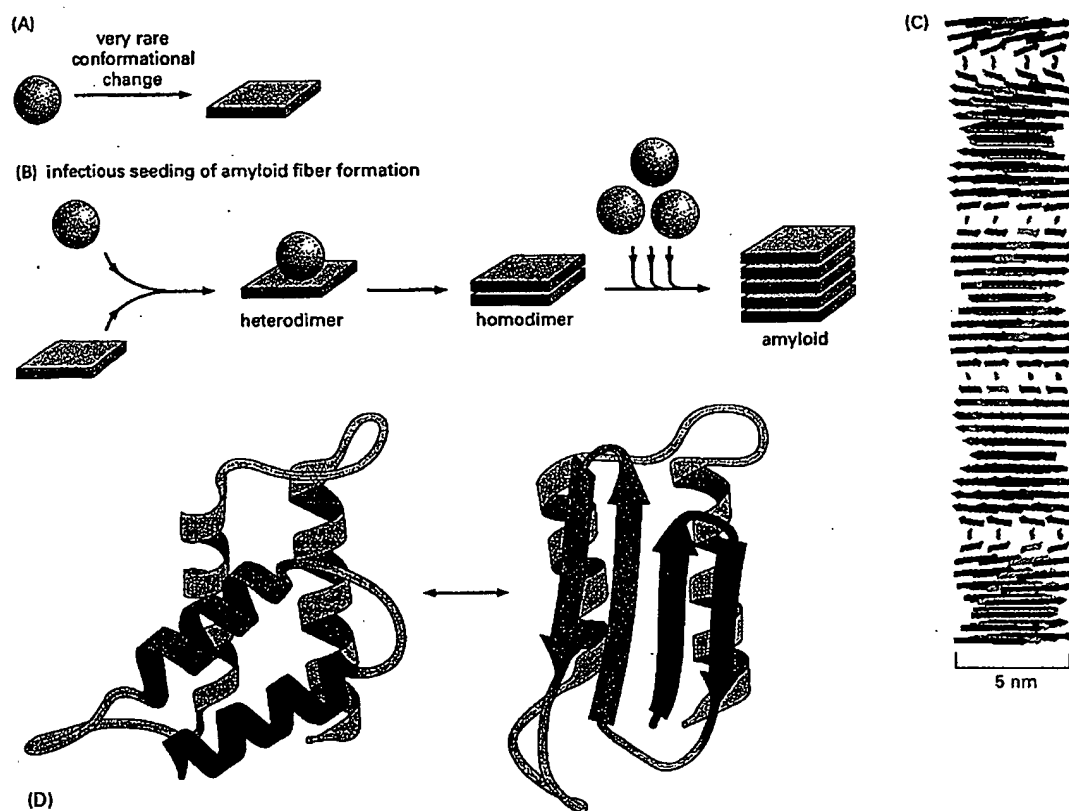 (A)
very rare
conformational
change
(B) infectious seeding of amyloid fiber formation
heterodimer
homodimer
amyloid
(C)
5 nm
(D)